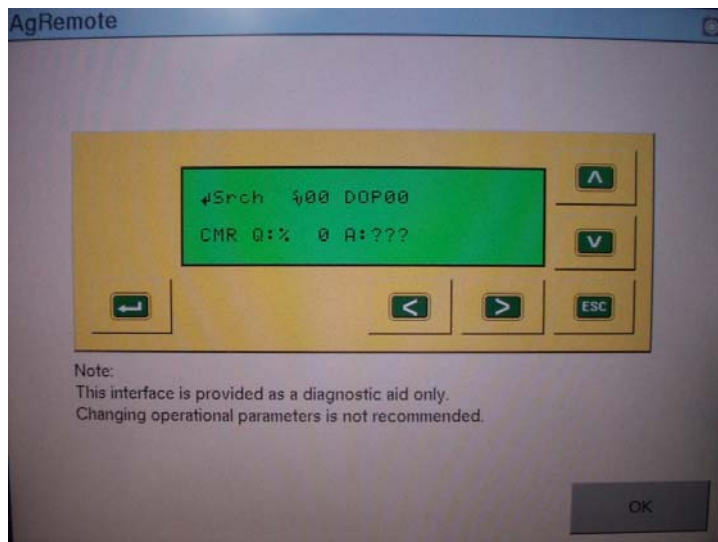 AgRemote
Srch 00 DOP00
CMR Q:% 0 A:???
ESC
Note:
This interface is provided as a diagnostic aid only.
Changing operational parameters is not recommended.
OK